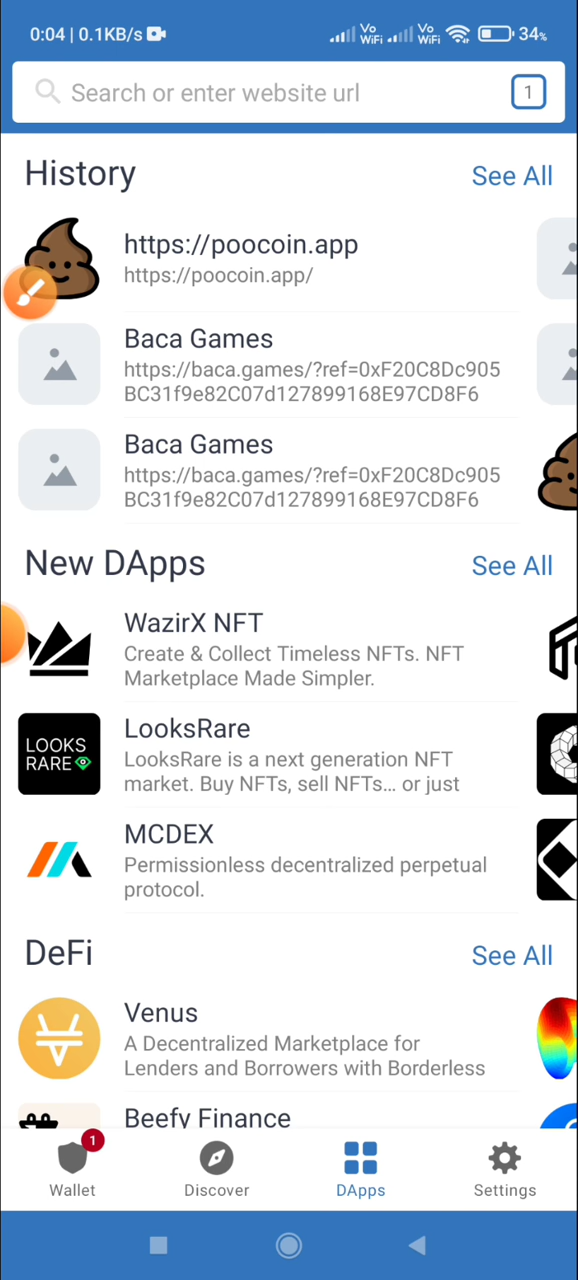 0:04 | 0.1KB/s
Vo
WiFi
Vo
WiFi
34%
Search or enter website url
1
History
See All
https://poocoin.app
https://poocoin.app/
Baca Games
https://baca.games/?ref=0xF20C8Dc905
BC31f9e82C07d127899168E97CD8F6
Baca Games
https://baca.games/?ref=0xF20C8Dc905
BC31f9e82C07d127899168E97CD8F6
New DApps
See All
WazirX NFT
Create & Collect Timeless NFTs. NFT
Marketplace Made Simpler.
LOOKS
RARE
LooksRare
LooksRare is a next generation NFT
market. Buy NFTs, sell NFTs... or just
MCDEX
Permissionless decentralized perpetual
protocol.
DeFi
See All
Venus
A Decentralized Marketplace for
Lenders and Borrowers with Borderless
Beefy Finance
1
Wallet
Discover
DApps
Settings